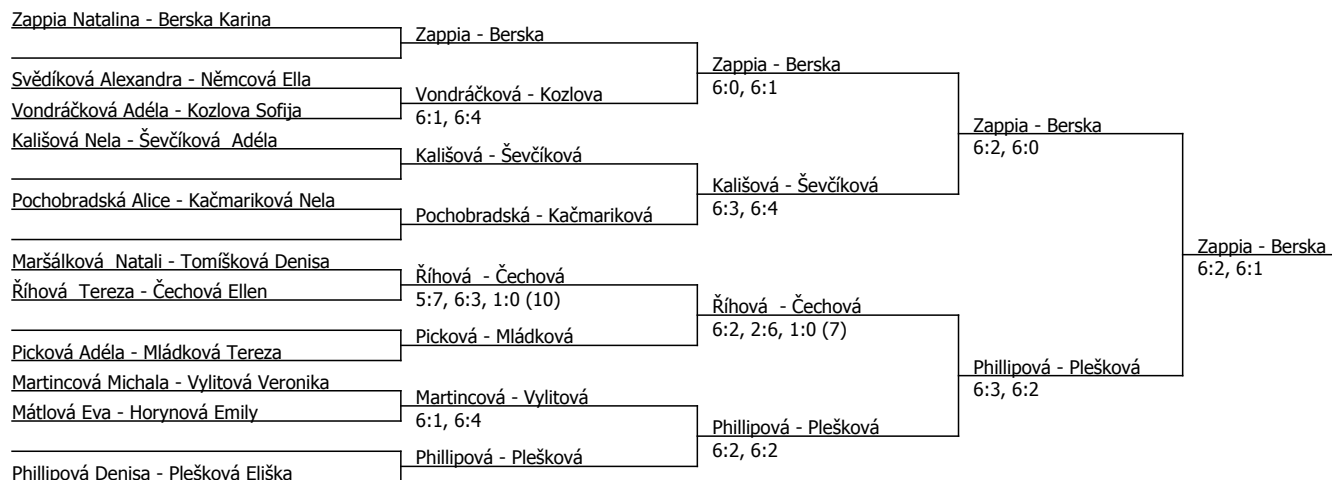 Zappia Natalina - Berska Karina
Svědíková Alexandra - Němcová Ella
Vondráčková Adéla - Kozlova Sofija
Kališová Nela - Ševčíková  Adéla
Pochobradská Alice - Kačmariková Nela
Maršálková  Natali - Tomíšková Denisa
Říhová  Tereza - Čechová Ellen
Picková Adéla - Mládková Tereza
Martincová Michala - Vylitová Veronika
Mátlová Eva - Horynová Emily
Phillipová Denisa - Plešková Eliška
Zappia - Berska
Vondráčková - Kozlova
6:1, 6:4
Kališová - Ševčíková
Pochobradská - Kačmariková
Říhová  - Čechová
5:7, 6:3, 1:0 (10)
Picková - Mládková
Martincová - Vylitová
6:1, 6:4
Phillipová - Plešková
Zappia - Berska
6:0, 6:1
Kališová - Ševčíková
6:3, 6:4
Říhová  - Čechová
6:2, 2:6, 1:0 (7)
Phillipová - Plešková
6:2, 6:2
Zappia - Berska
6:2, 6:0
Phillipová - Plešková
6:3, 6:2
Zappia - Berska
6:2, 6:1